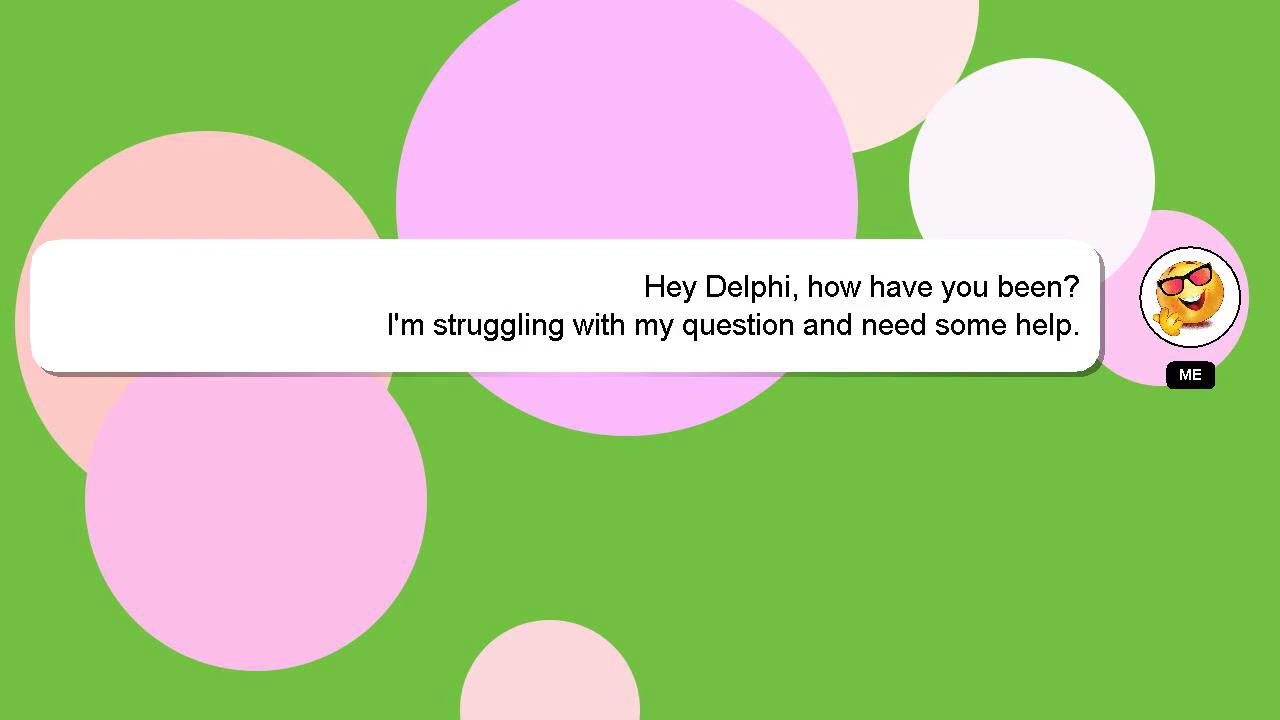 Hey Delphi, how have you been?
I'm struggling with my question and need some help.
ME